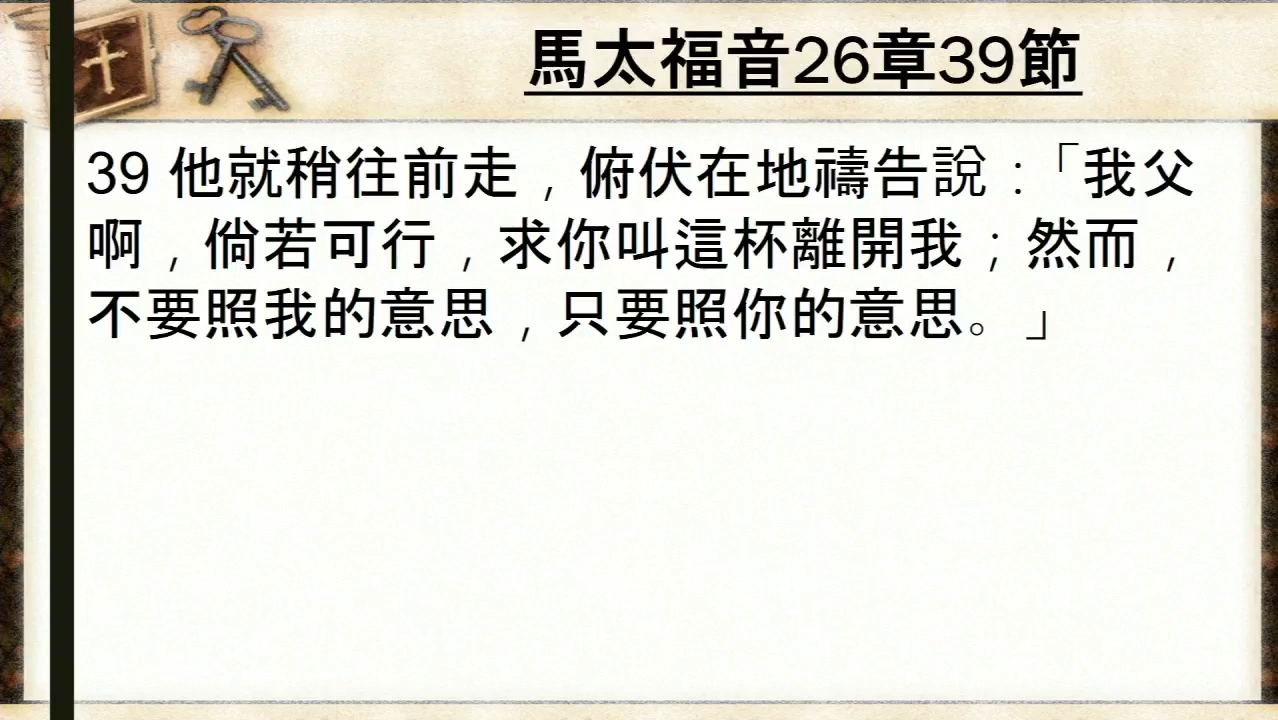 馬太福音26章39節
39 他就稍往前走，俯伏在地禱告說：「我父
啊，倘若可行，求你叫這杯離開我；然而，
不要照我的意思，只要照你的意思。」